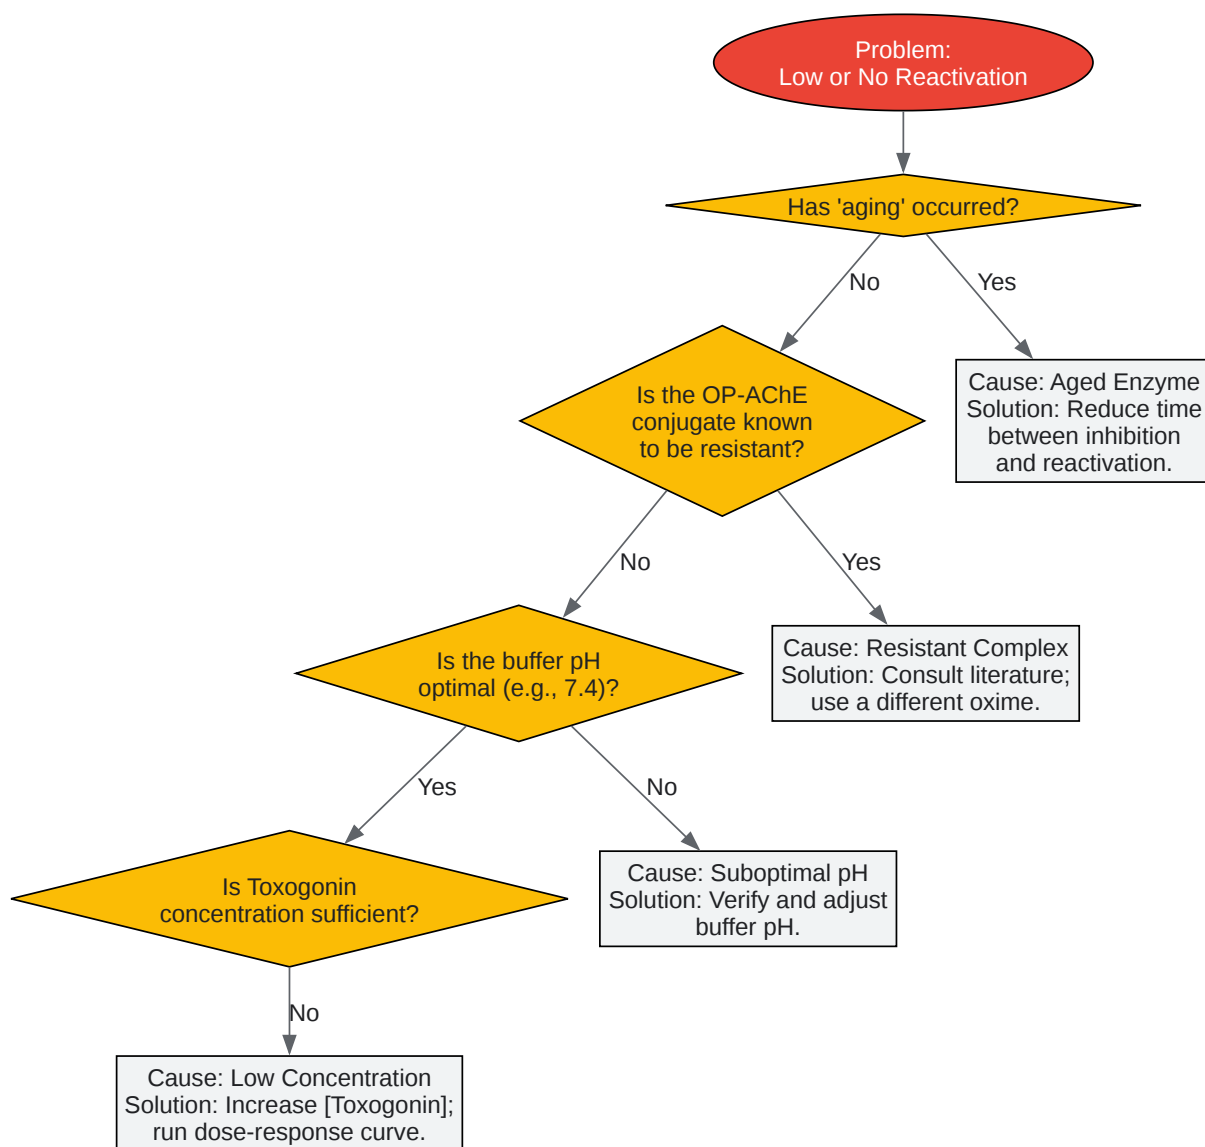 Problem:
Low or No Reactivation
Has 'aging' occurred?
No
Yes
Is the OP-AChE
conjugate known
to be resistant?
Cause: Aged Enzyme
Solution: Reduce time
between inhibition
and reactivation.
No
Yes
Is the buffer pH
optimal (e.g., 7.4)?
Cause: Resistant Complex
Solution: Consult literature;
use a different oxime.
Yes
No
Is Toxogonin
concentration sufficient?
Cause: Suboptimal pH
Solution: Verify and adjust
buffer pH.
No
Cause: Low Concentration
Solution: Increase [Toxogonin];
run dose-response curve.